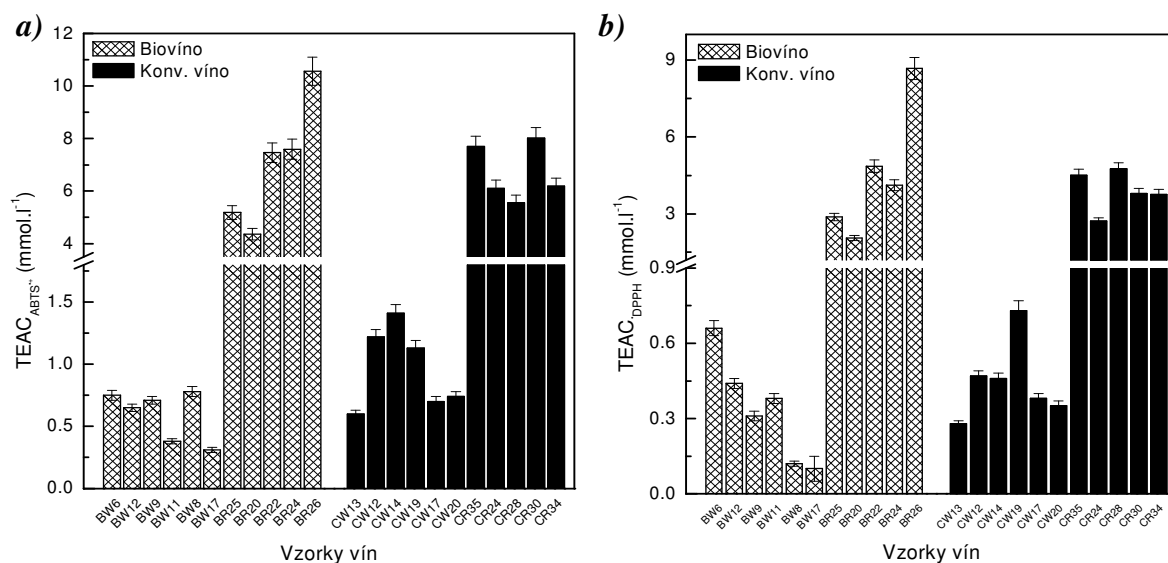 a)
Biovíno
Konv. víno
TEAC ABTS·+ (mmol.l-1)
12
10
8
6
4
1.5
1.0
0.5
0.0
BW6 BW12 BW9 BW11 BW8 BW17 BR25 BR20 BR22 BR24 BR26 CW13 CW12 CW14 CW19 CW17 CW20 CR35 CR24 CR28 CR30 CR34
Vzorky vín
b)
Biovíno
Konv. víno
TEAC ·DPPH (mmol.l-1)
9
6
3
0.9
0.6
0.3
0.0
BW6 BW12 BW9 BW11 BW8 BW17 BR25 BR20 BR22 BR24 BR26 CW13 CW12 CW14 CW19 CW17 CW20 CR35 CR24 CR28 CR30 CR34
Vzorky vín